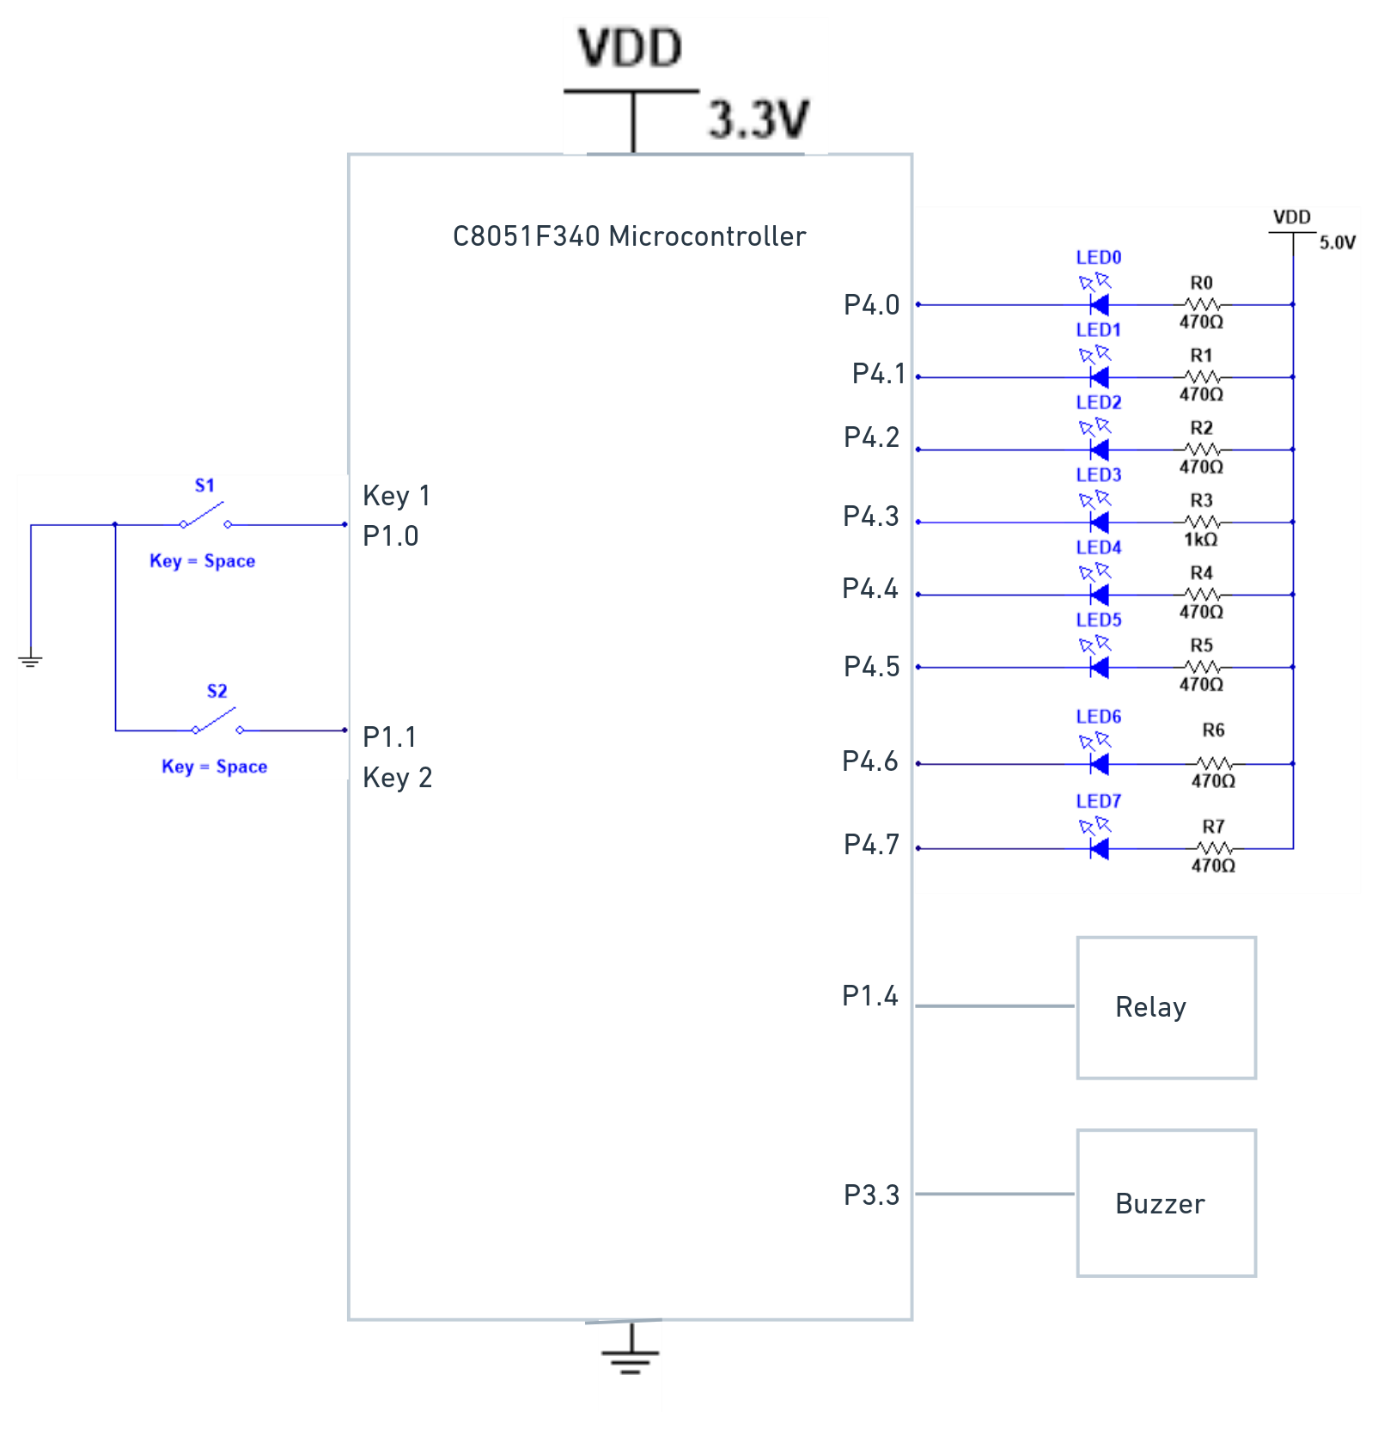 VDD
3.3V
C8051F340 Microcontroller
VDD
5.0V
LED0
R0
P4.0
470Ω
LED1
R1
P4.1
470Ω
LED2
R2
P4.2
470Ω
LED3
R3
P4.3
1kΩ
LED4
R4
P4.4
470Ω
LED5
R5
P4.5
470Ω
LED6
R6
P4.6
470Ω
LED7
R7
P4.7
470Ω
S1
Key 1
P1.0
Key = Space
S2
P1.1
Key = Space
Key 2
P1.4
Relay
P3.3
Buzzer